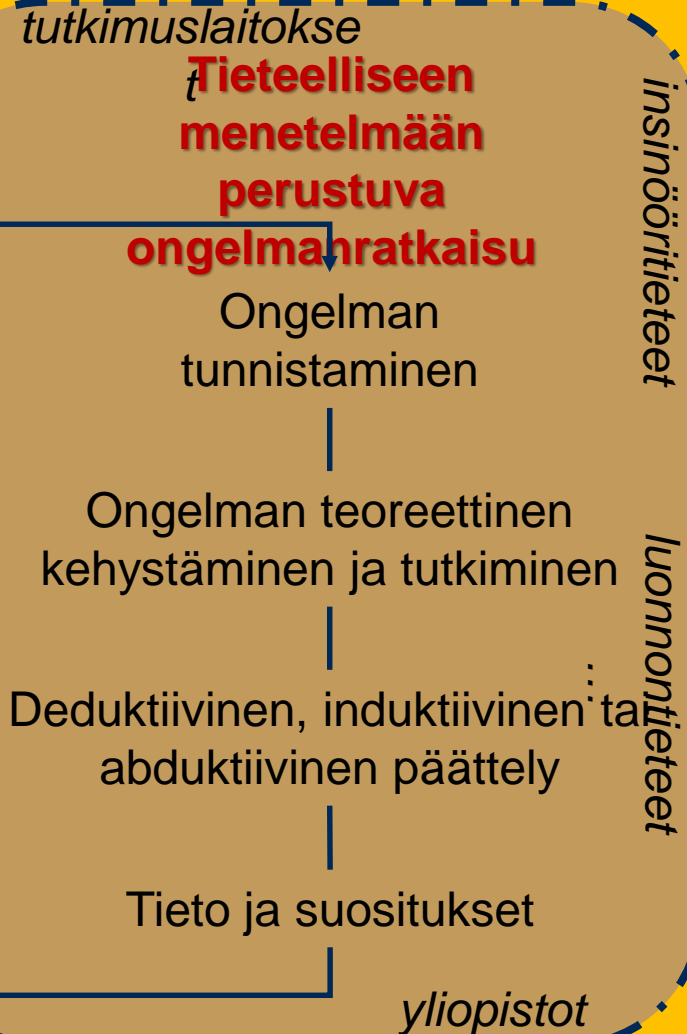 tutkimuslaitokse
t
Tieteelliseen
menetelmään
perustuva
ongelmanratkaisu
insinööritieteet
Ongelman
tunnistaminen
Ongelman teoreettinen
kehystäminen ja tutkiminen
luonnontieteet
…
Deduktiivinen, induktiivinen tai
abduktiivinen päättely
Tieto ja suositukset
yliopistot